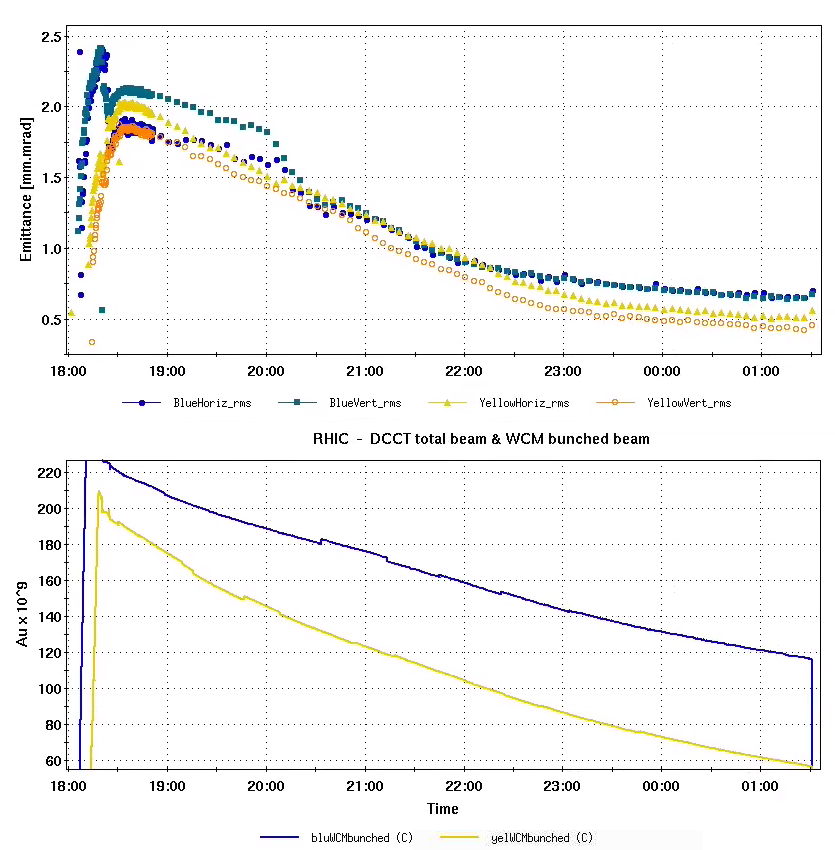 2.5
2.0
1.5
1.0
0.5
Emittance [mm.mrad]
18:00 19:00 20:00 21:00 22:00 23:00 00:00 01:00
BlueHoriz_rms BlueVert_rms YellowHoriz_rms YellowVert_rms
RHIC - DCCT total beam & WCM bunched beam
220
200
180
160
140
120
100
80
60
Au x 10^9
18:00 19:00 20:00 21:00 22:00 23:00 00:00 01:00
Time
bluWCMbunched (C) yelWCMbunched (C)